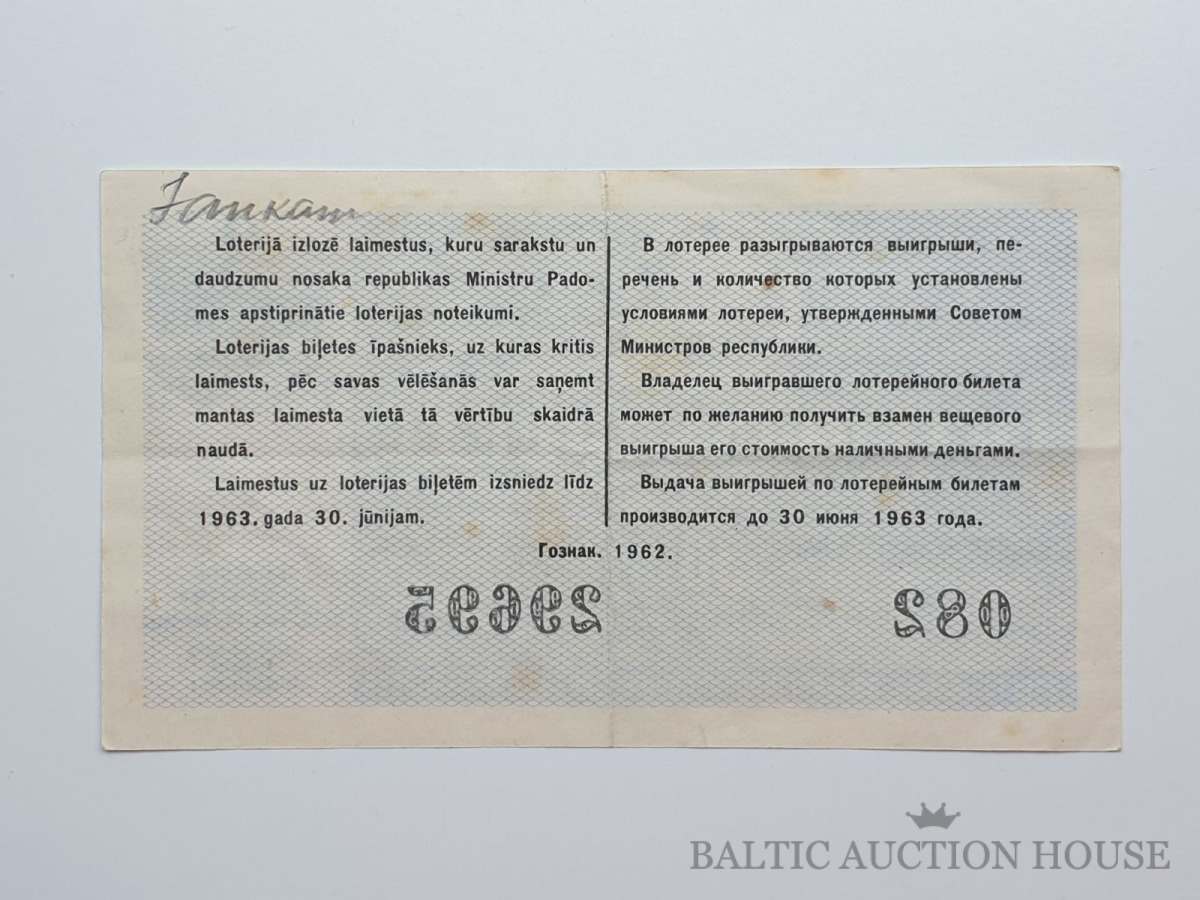 Jankam
Loterijā izlozē laimestus, kuru sarakstu un
daudzumu nosaka republikas Ministru Pado-
mes apstiprinātie loterijas noteikumi.
Loterijas biļetes īpašnieks, uz kuras kritis
laimests, pēc savas vēlēšanās var saņemt
mantas laimesta vietā tā vērtību skaidrā
naudā.
Laimestus uz loterijas biļetēm izsniedz līdz
1963. gada 30. jūnijam.
В лотерее разыгрываются выигрыши, пе-
речень и количество которых установлены
условиями лотереи, утвержденными Советом
Министров республики.
Владелец выигравшего лотерейного билета
может по желанию получить взамен вещевого
выигрыша его стоимость наличными деньгами.
Выдача выигрышей по лотерейным билетам
производится до 30 июня 1963 года.
Гознак. 1962.
29695
082
BALTIC AUCTION HOUSE